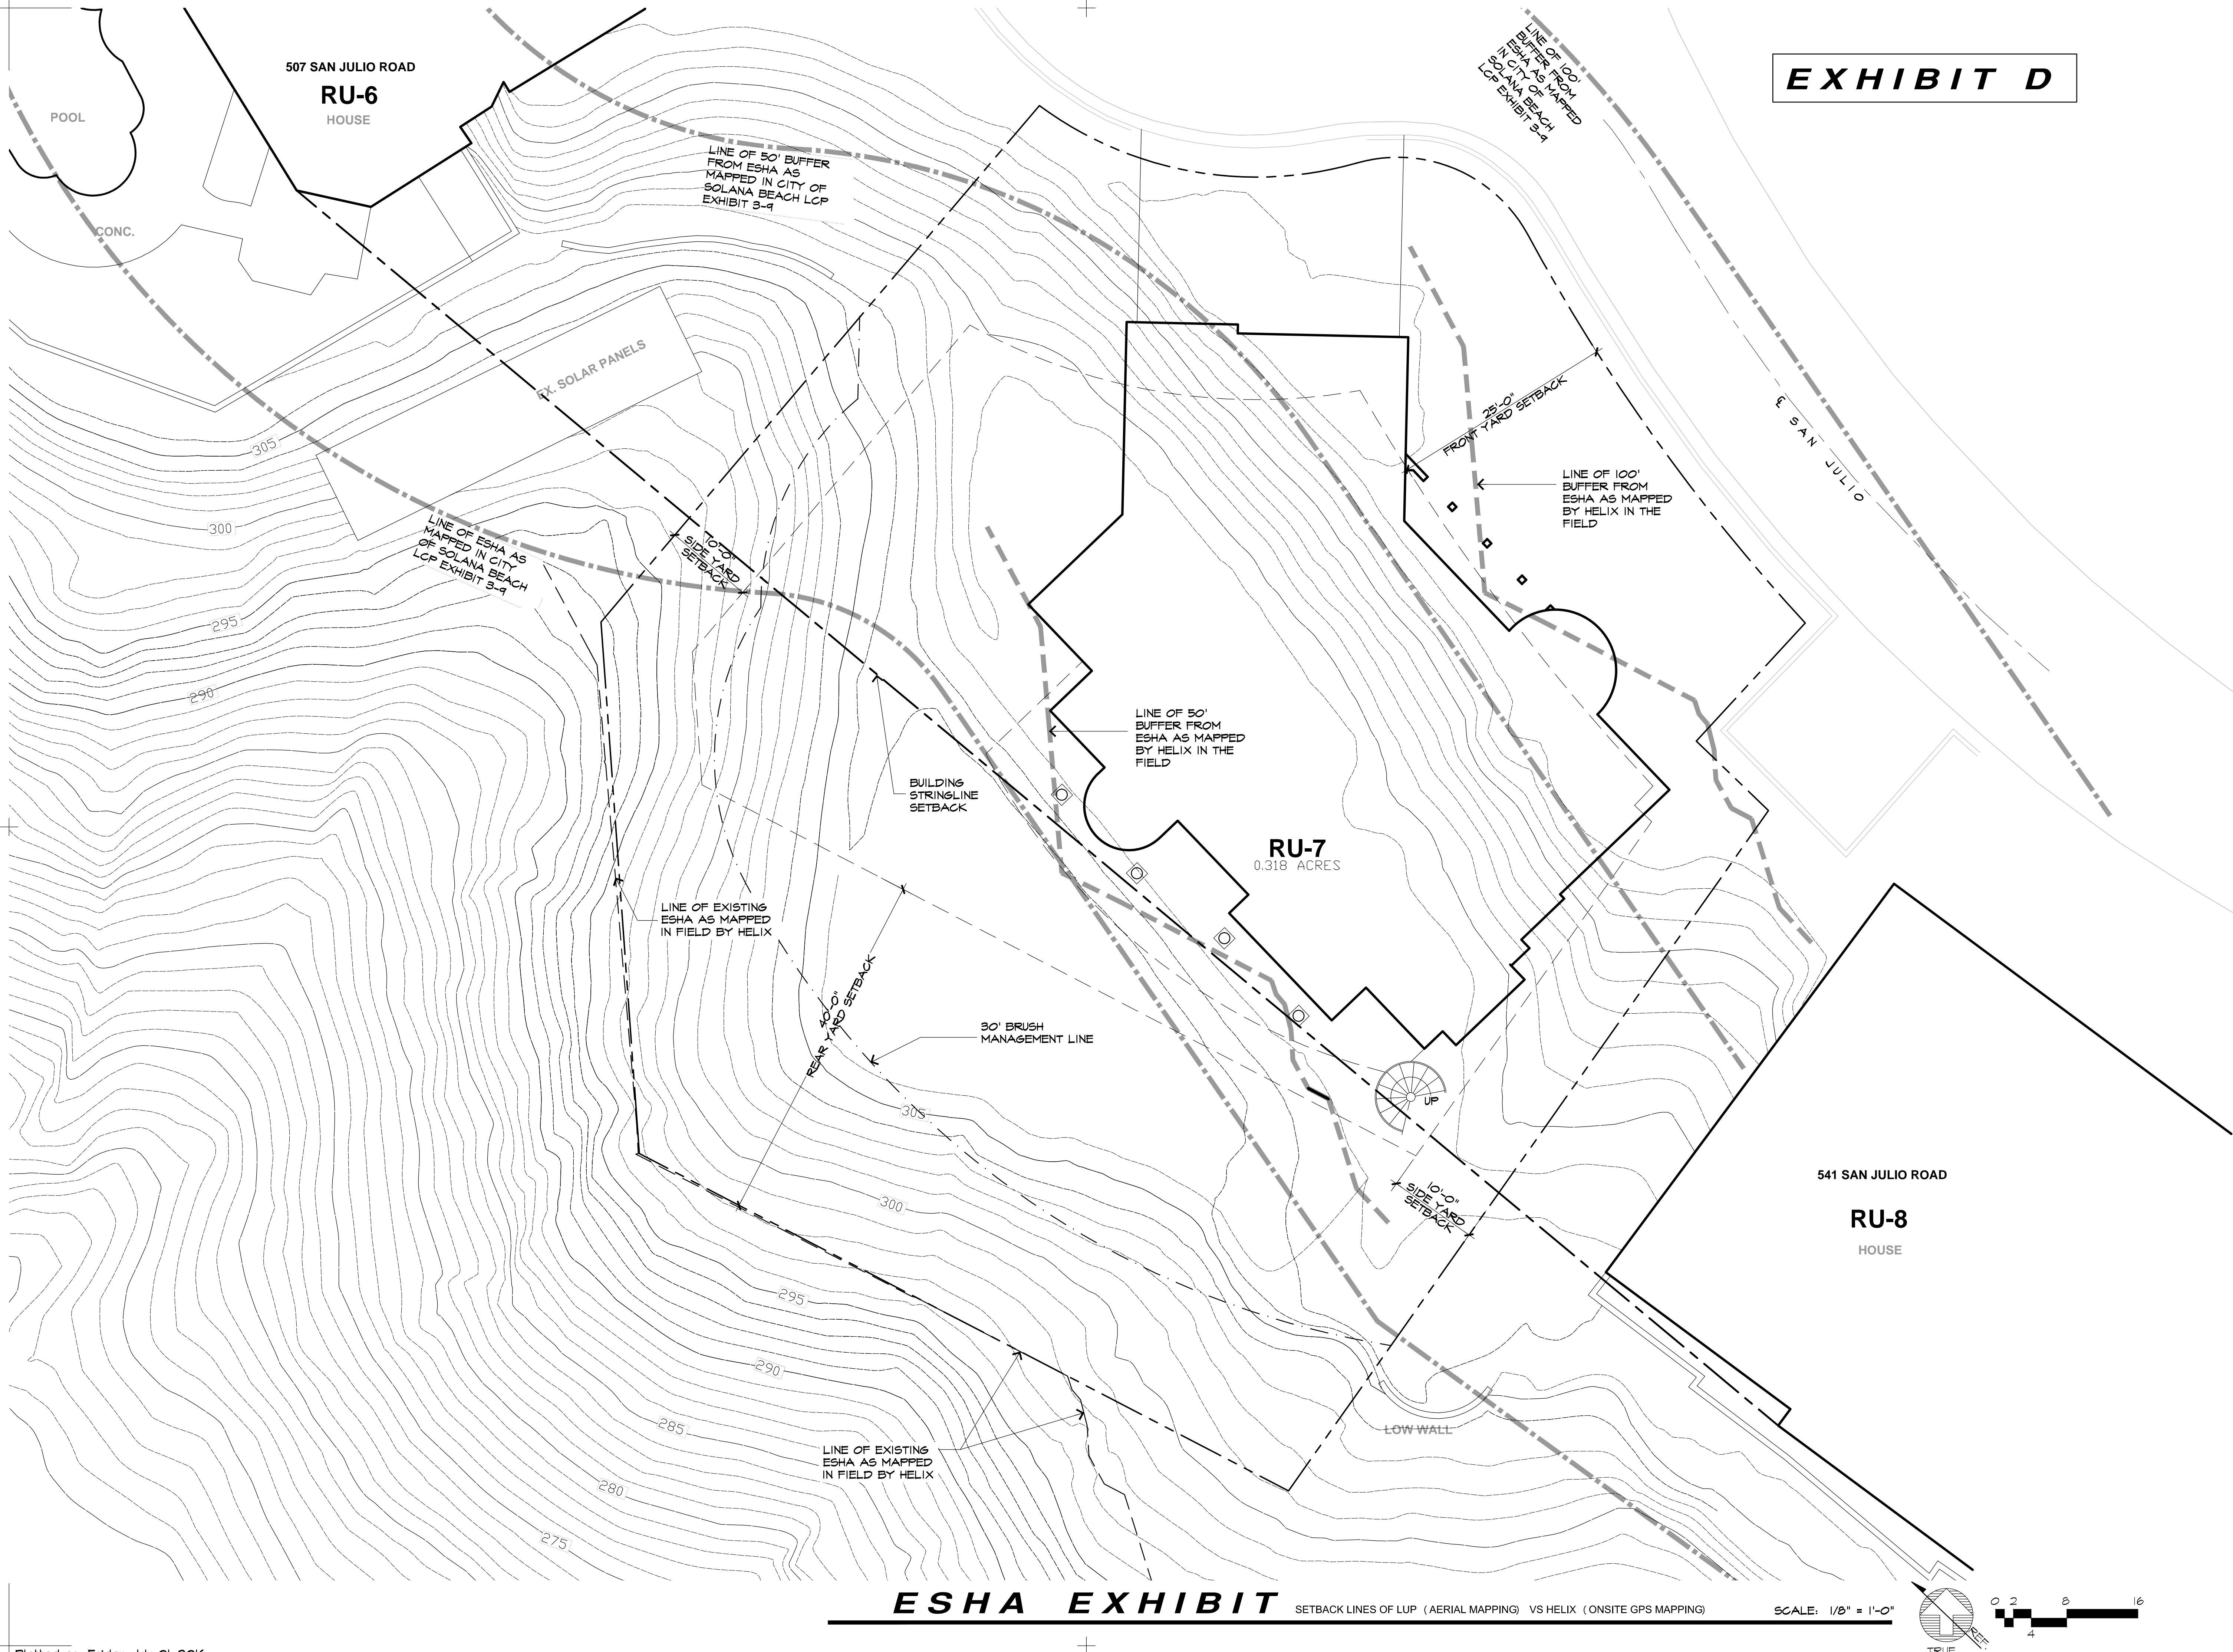 EXHIBIT D
507 SAN JULIO ROAD
RU-6
HOUSE
POOL
CONC.
LINE OF 50' BUFFER
FROM ESHA AS
MAPPED IN CITY OF
SOLANA BEACH LCP
EXHIBIT 3-9
LINE OF 100'
BUFFER FROM
ESHA AS MAPPED
IN CITY OF
SOLANA BEACH
LCP EXHIBIT 3-9
EX. SOLAR PANELS
25'-0"
FRONT YARD SETBACK
℄ SAN JULIO
305
300
LINE OF ESHA AS
MAPPED IN CITY
OF SOLANA BEACH
LCP EXHIBIT 3-9
10'-0"
SIDE YARD
SETBACK
LINE OF 100'
BUFFER FROM
ESHA AS MAPPED
BY HELIX IN THE
FIELD
295
290
LINE OF 50'
BUFFER FROM
ESHA AS MAPPED
BY HELIX IN THE
FIELD
BUILDING
STRINGLINE
SETBACK
RU-7
0.318 ACRES
LINE OF EXISTING
ESHA AS MAPPED
IN FIELD BY HELIX
40'-0"
REAR YARD SETBACK
30' BRUSH
MANAGEMENT LINE
305
UP
300
10'-0"
SIDE YARD
SETBACK
541 SAN JULIO ROAD
RU-8
HOUSE
295
290
285
280
275
LOW WALL
LINE OF EXISTING
ESHA AS MAPPED
IN FIELD BY HELIX
ESHA EXHIBIT
SETBACK LINES OF LUP ( AERIAL MAPPING) VS HELIX ( ONSITE GPS MAPPING)
SCALE: 1/8" = 1'-0"
TRUE
REF.
0 2 8 16
4